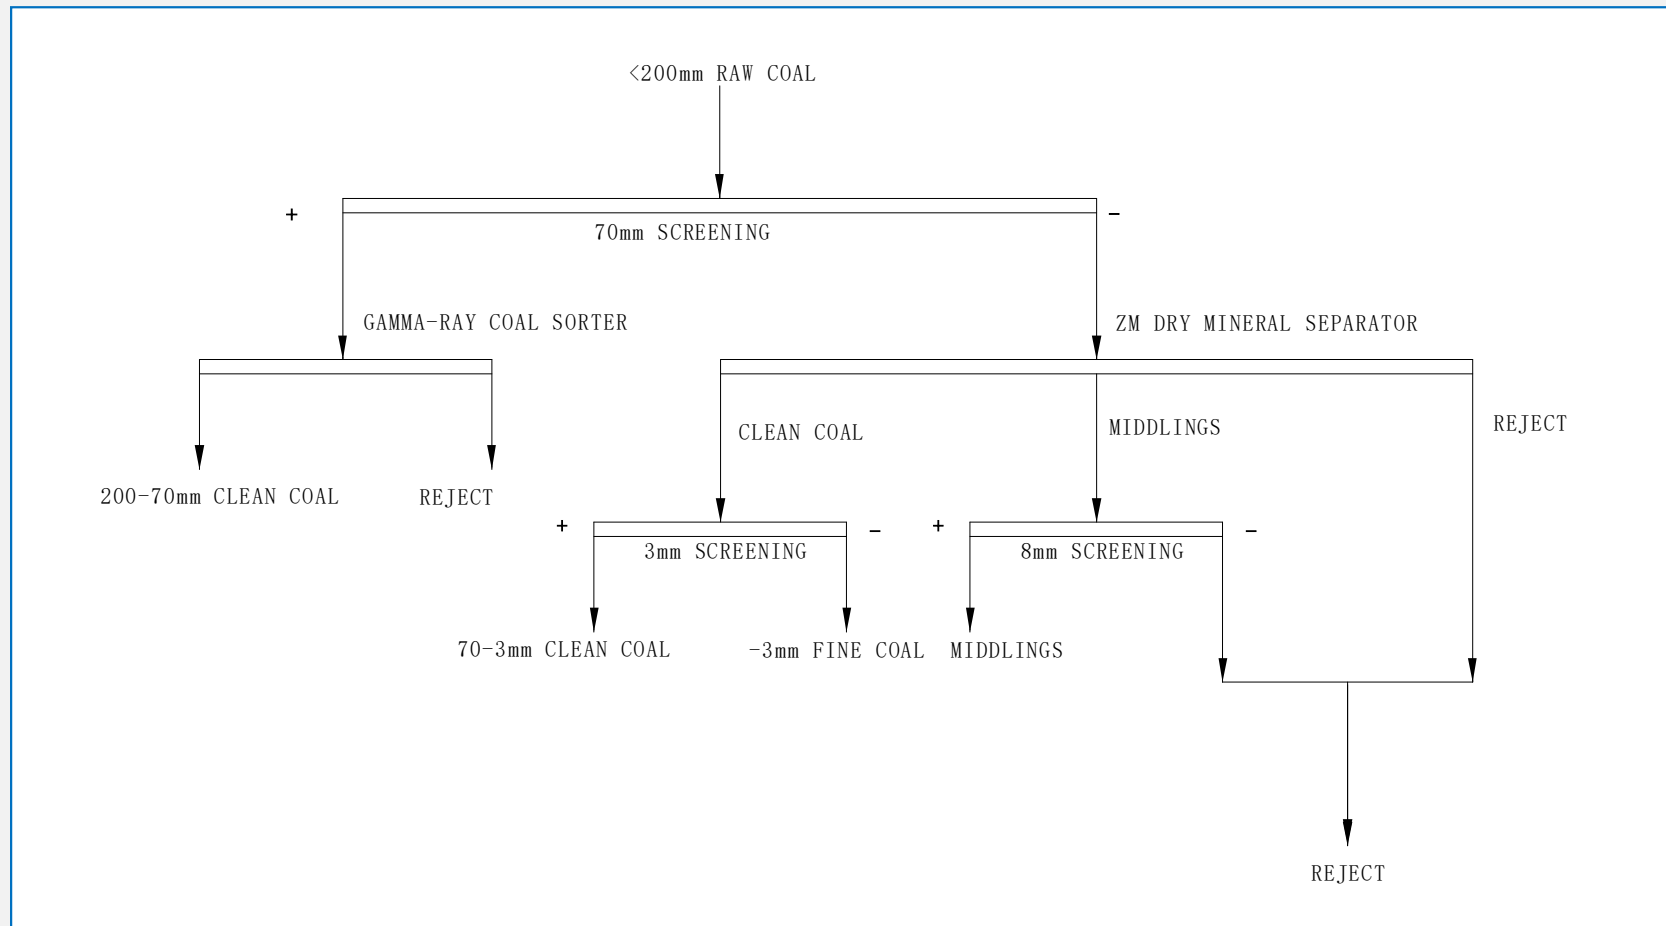 <200mm RAW COAL
+
-
70mm SCREENING
GAMMA-RAY COAL SORTER
ZM DRY MINERAL SEPARATOR
CLEAN COAL
MIDDLINGS
REJECT
200-70mm CLEAN COAL
REJECT
+
-
+
-
3mm SCREENING
8mm SCREENING
70-3mm CLEAN COAL
-3mm FINE COAL
MIDDLINGS
REJECT